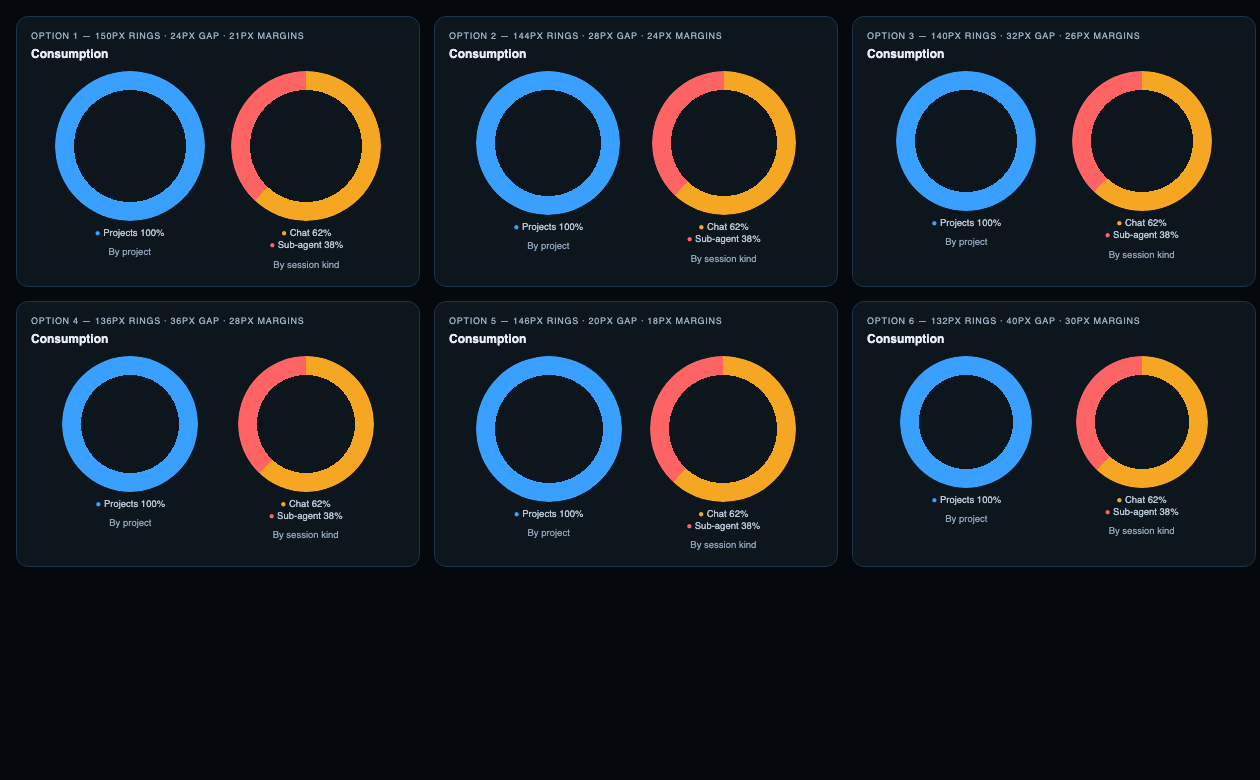 OPTION 1 — 150PX RINGS · 24PX GAP · 21PX MARGINS
Consumption
Projects 100%
By project
Chat 62%
Sub-agent 38%
By session kind
OPTION 2 — 144PX RINGS · 28PX GAP · 24PX MARGINS
Consumption
Projects 100%
By project
Chat 62%
Sub-agent 38%
By session kind
OPTION 3 — 140PX RINGS · 32PX GAP · 26PX MARGINS
Consumption
Projects 100%
By project
Chat 62%
Sub-agent 38%
By session kind
OPTION 4 — 136PX RINGS · 36PX GAP · 28PX MARGINS
Consumption
Projects 100%
By project
Chat 62%
Sub-agent 38%
By session kind
OPTION 5 — 146PX RINGS · 20PX GAP · 18PX MARGINS
Consumption
Projects 100%
By project
Chat 62%
Sub-agent 38%
By session kind
OPTION 6 — 132PX RINGS · 40PX GAP · 30PX MARGINS
Consumption
Projects 100%
By project
Chat 62%
Sub-agent 38%
By session kind